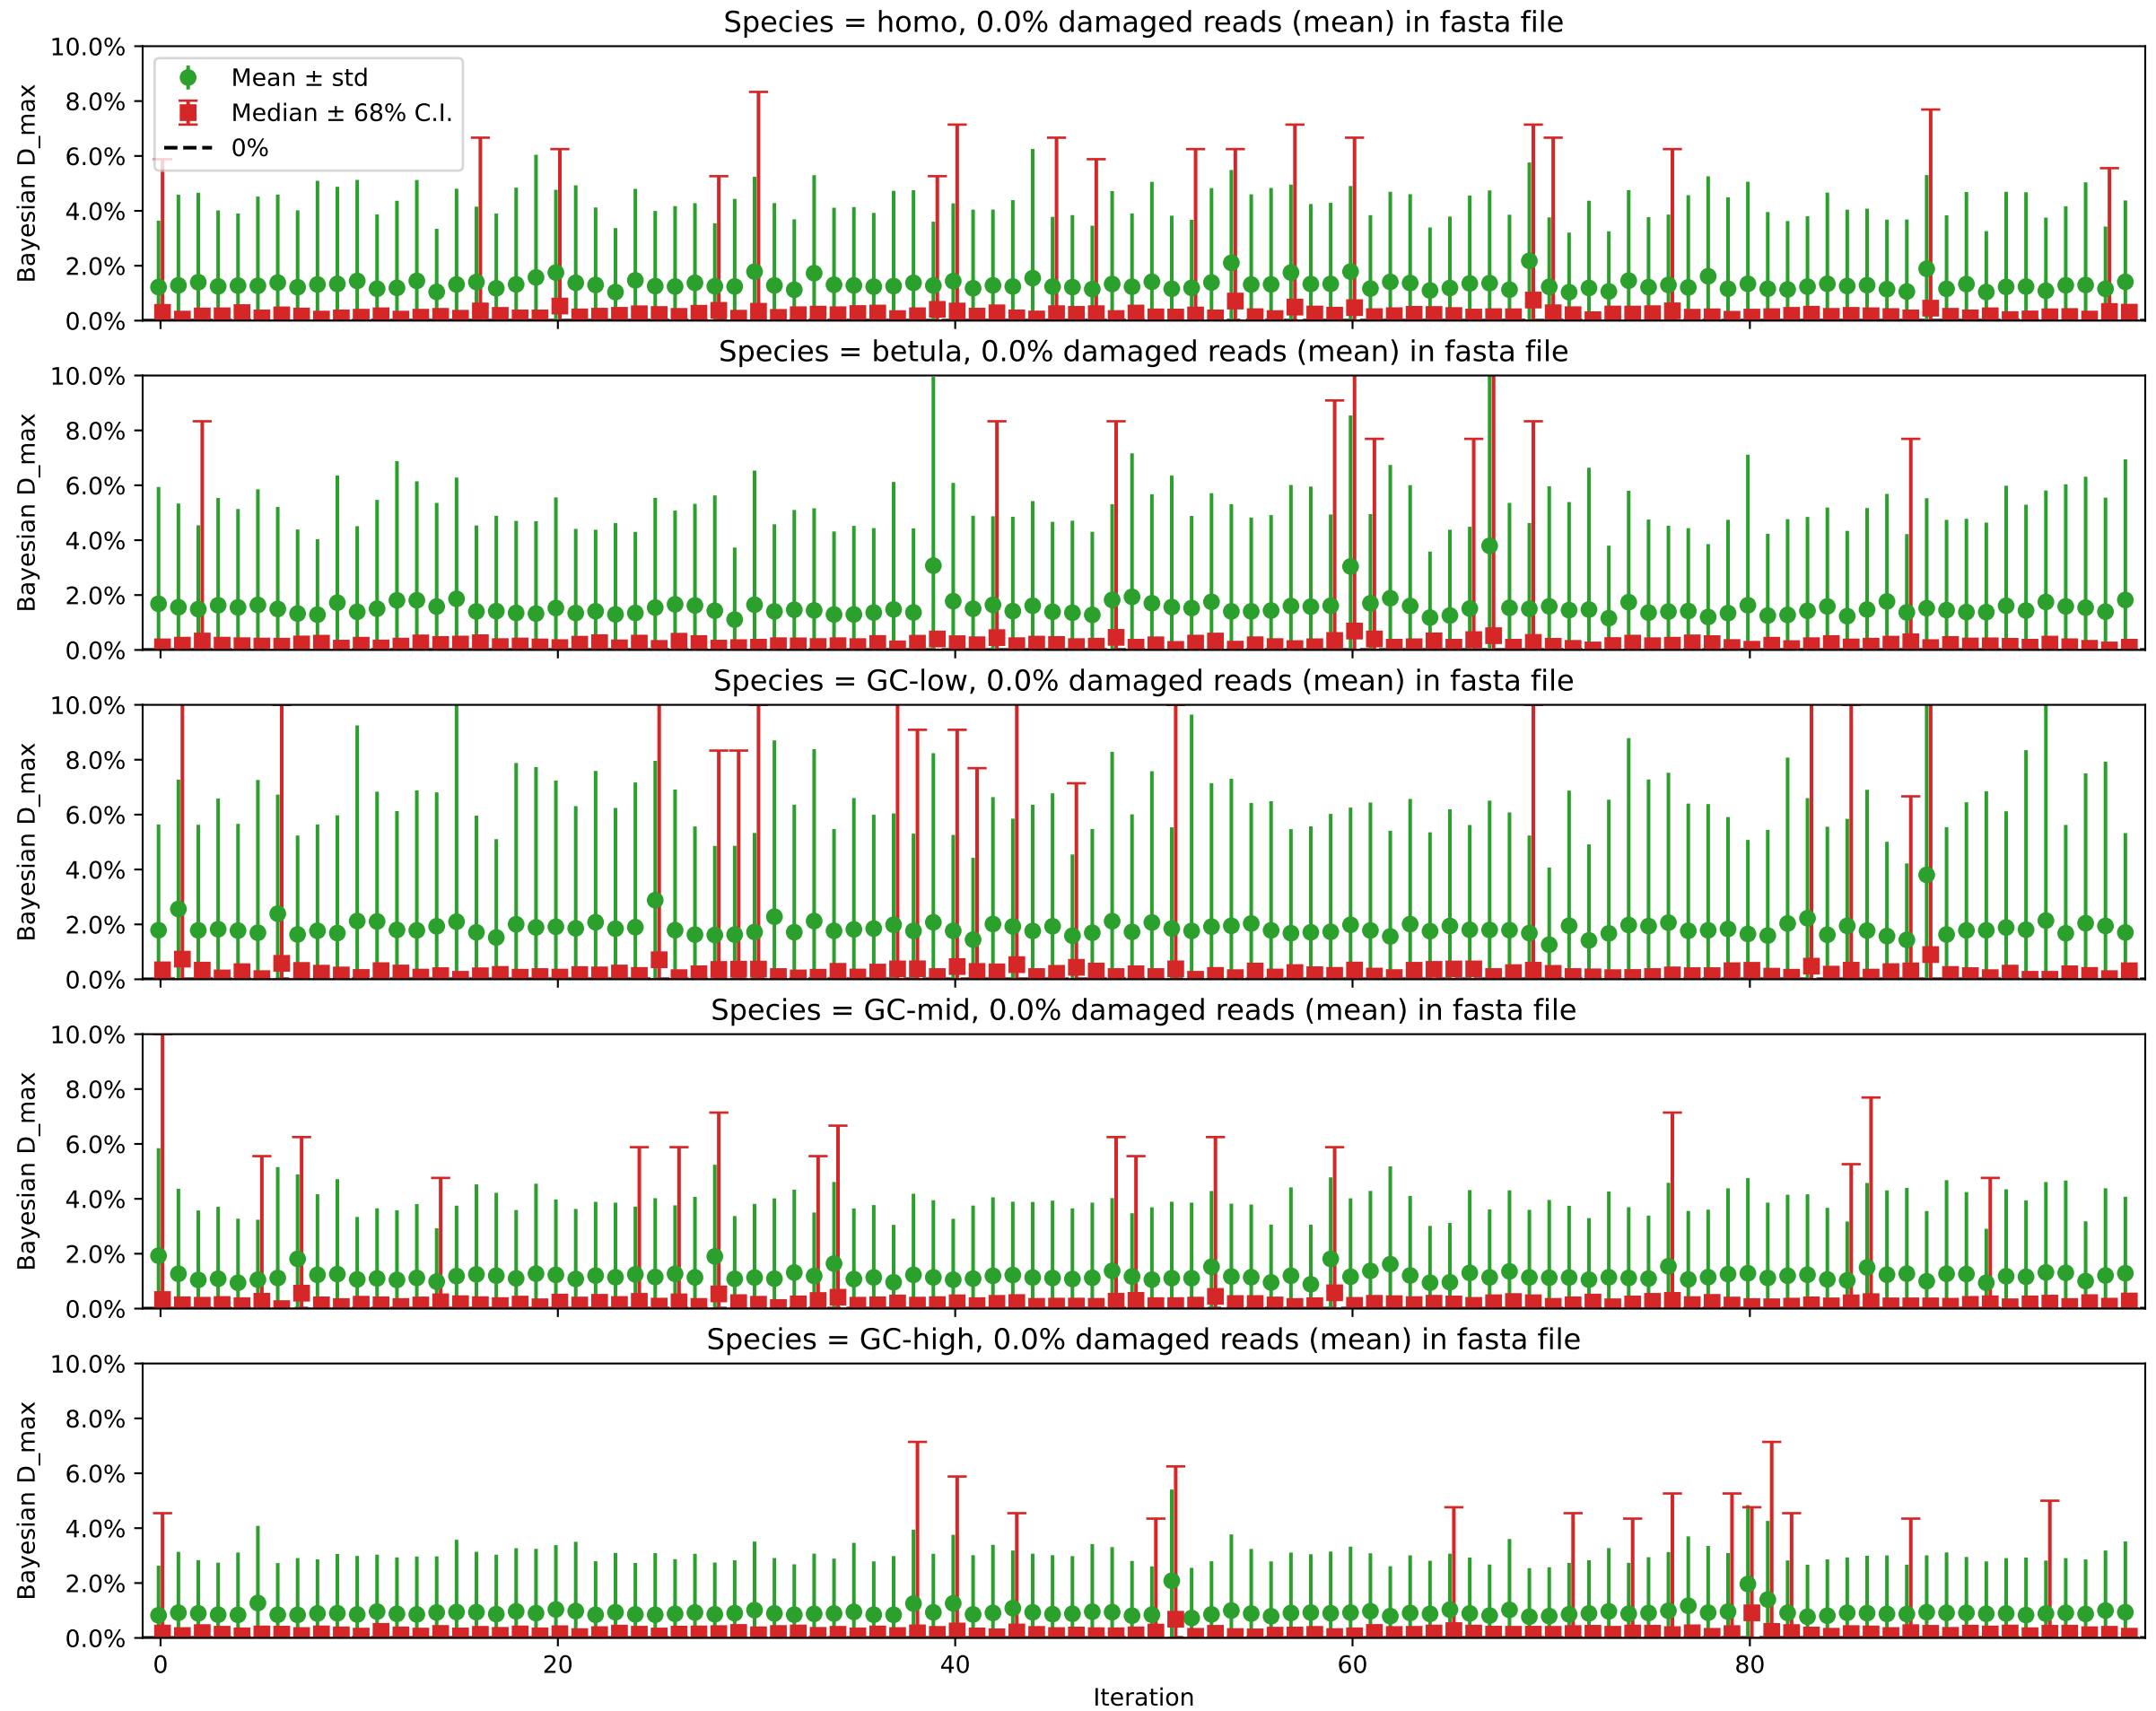 Species = homo, 0.0% damaged reads (mean) in fasta file
10.0%
8.0%
6.0%
4.0%
2.0%
0.0%
Bayesian D_max
Mean ± std
Median ± 68% C.I.
0%
Species = betula, 0.0% damaged reads (mean) in fasta file
10.0%
8.0%
6.0%
4.0%
2.0%
0.0%
Bayesian D_max
Species = GC-low, 0.0% damaged reads (mean) in fasta file
10.0%
8.0%
6.0%
4.0%
2.0%
0.0%
Bayesian D_max
Species = GC-mid, 0.0% damaged reads (mean) in fasta file
10.0%
8.0%
6.0%
4.0%
2.0%
0.0%
Bayesian D_max
Species = GC-high, 0.0% damaged reads (mean) in fasta file
10.0%
8.0%
6.0%
4.0%
2.0%
0.0%
Bayesian D_max
0 20 40 60 80
Iteration